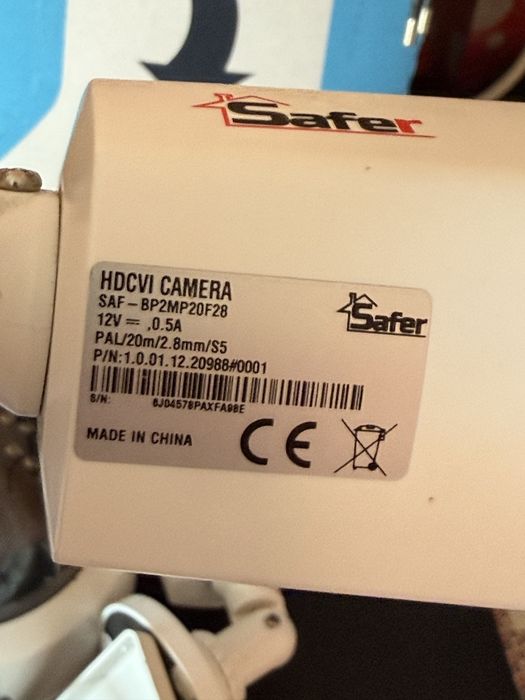 Safer
HDCVI CAMERA
SAF-BP2MP20F28
Safer
12V⎓,0.5A
PAL/20m/2.8mm/S5
P/N:1.0.01.12.20988#0001
S/N: 6J04578PAXFA98E
MADE IN CHINA
CE